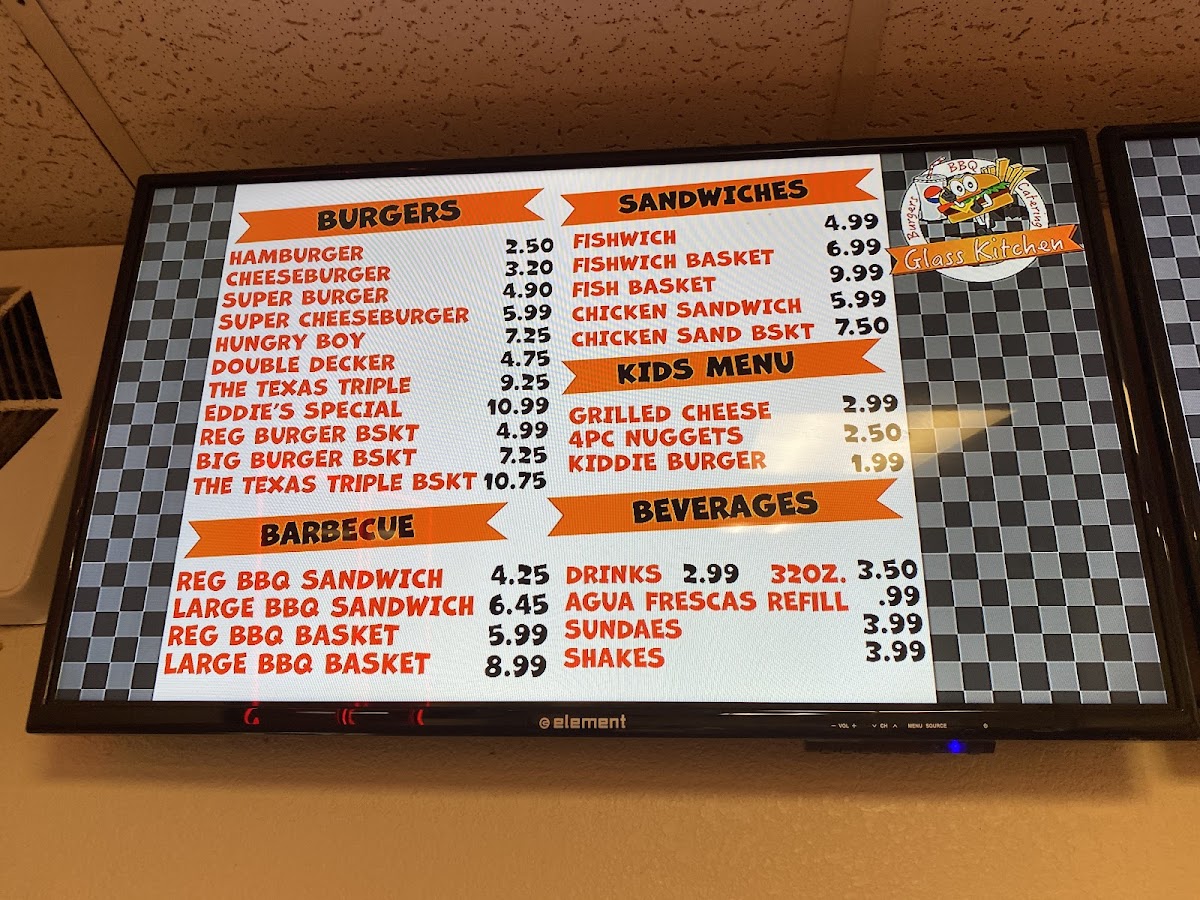 BURGERS
HAMBURGER 2.50
CHEESEBURGER 3.20
SUPER BURGER 4.90
SUPER CHEESEBURGER 5.99
HUNGRY BOY 7.25
DOUBLE DECKER 4.75
THE TEXAS TRIPLE 9.25
EDDIE'S SPECIAL 10.99
REG BURGER BSKT 4.99
BIG BURGER BSKT 7.25
THE TEXAS TRIPLE BSKT 10.75
BARBECUE
REG BBQ SANDWICH 4.25
LARGE BBQ SANDWICH 6.45
REG BBQ BASKET 5.99
LARGE BBQ BASKET 8.99
SANDWICHES
FISHWICH 4.99
FISHWICH BASKET 6.99
FISH BASKET 9.99
CHICKEN SANDWICH 5.99
CHICKEN SAND BSKT 7.50
KIDS MENU
GRILLED CHEESE 2.99
4PC NUGGETS 2.50
KIDDIE BURGER 1.99
BEVERAGES
DRINKS 2.99 32OZ. 3.50
AGUA FRESCAS REFILL .99
SUNDAES 3.99
SHAKES 3.99
Burgers BBQ Catering
Glass Kitchen
element
- VOL + ∨ CH ∧ MENU SOURCE